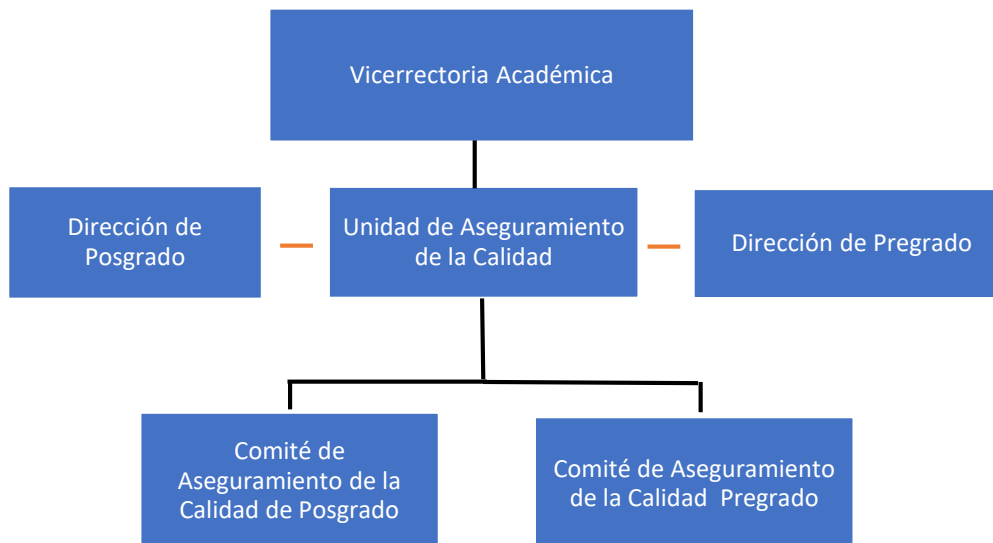 Vicerrectoria Académica
Dirección de
Posgrado
Unidad de Aseguramiento
de la Calidad
Dirección de Pregrado
Comité de
Aseguramiento de la
Calidad de Posgrado
Comité de Aseguramiento
de la Calidad  Pregrado